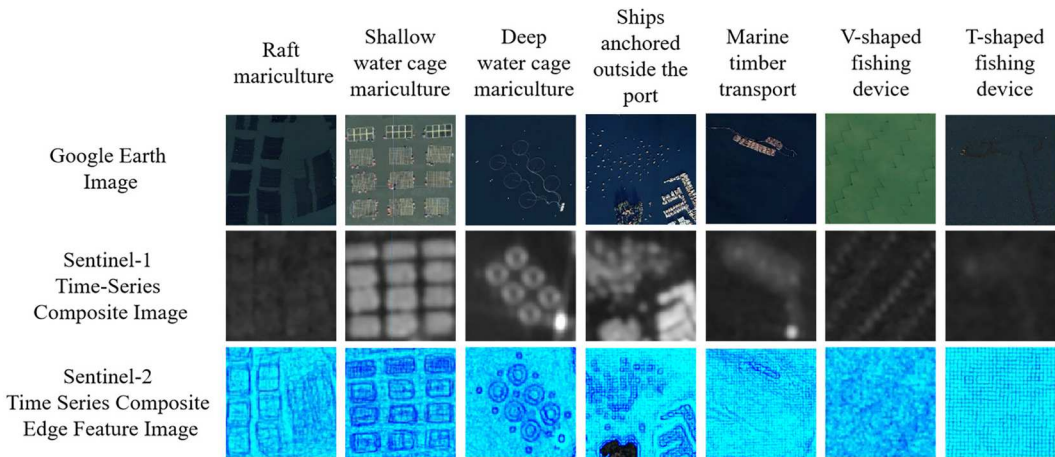 Raft
mariculture
Shallow
water cage
mariculture
Deep
water cage
mariculture
Ships
anchored
outside the
port
Marine
timber
transport
V-shaped
fishing
device
T-shaped
fishing
device
Google Earth
Image
Sentinel-1
Time-Series
Composite Image
Sentinel-2
Time Series Composite
Edge Feature Image